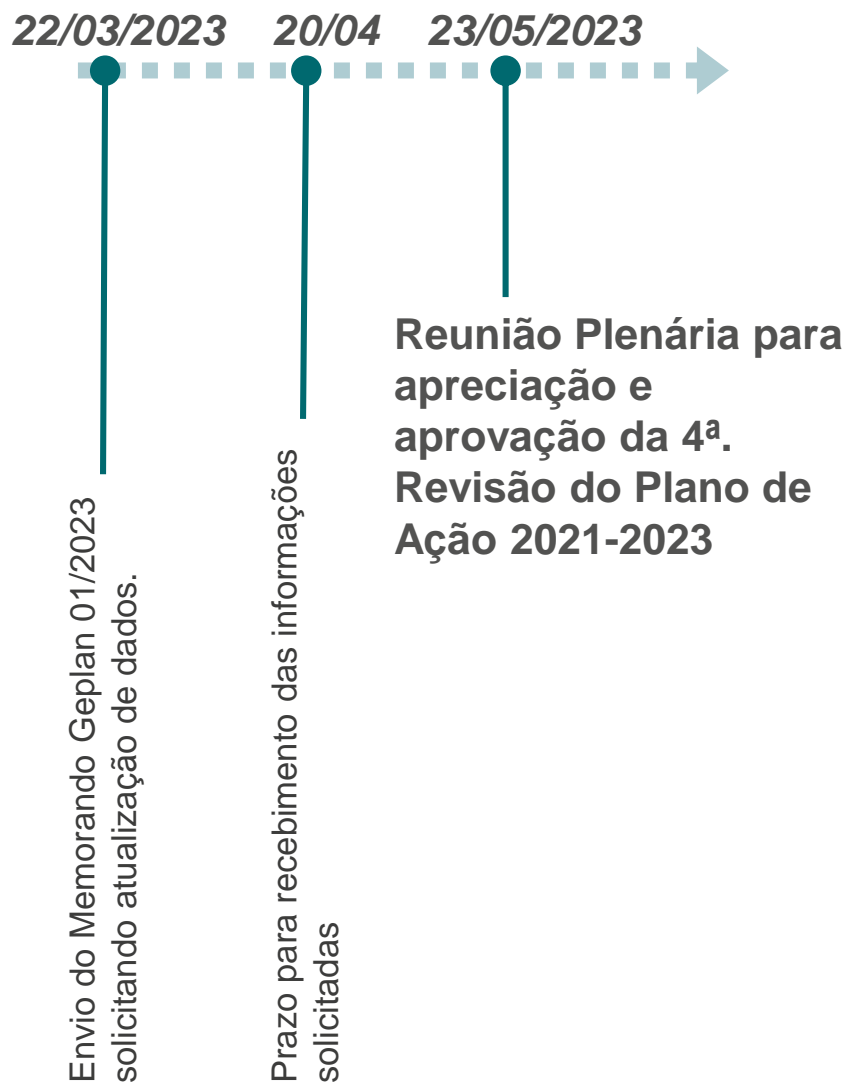 22/03/2023
20/04
23/05/2023
Envio do Memorando Geplan 01/2023
solicitando atualização de dados.
Prazo para recebimento das informações
solicitadas
Reunião Plenária para
apreciação e
aprovação da 4ª.
Revisão do Plano de
Ação 2021-2023